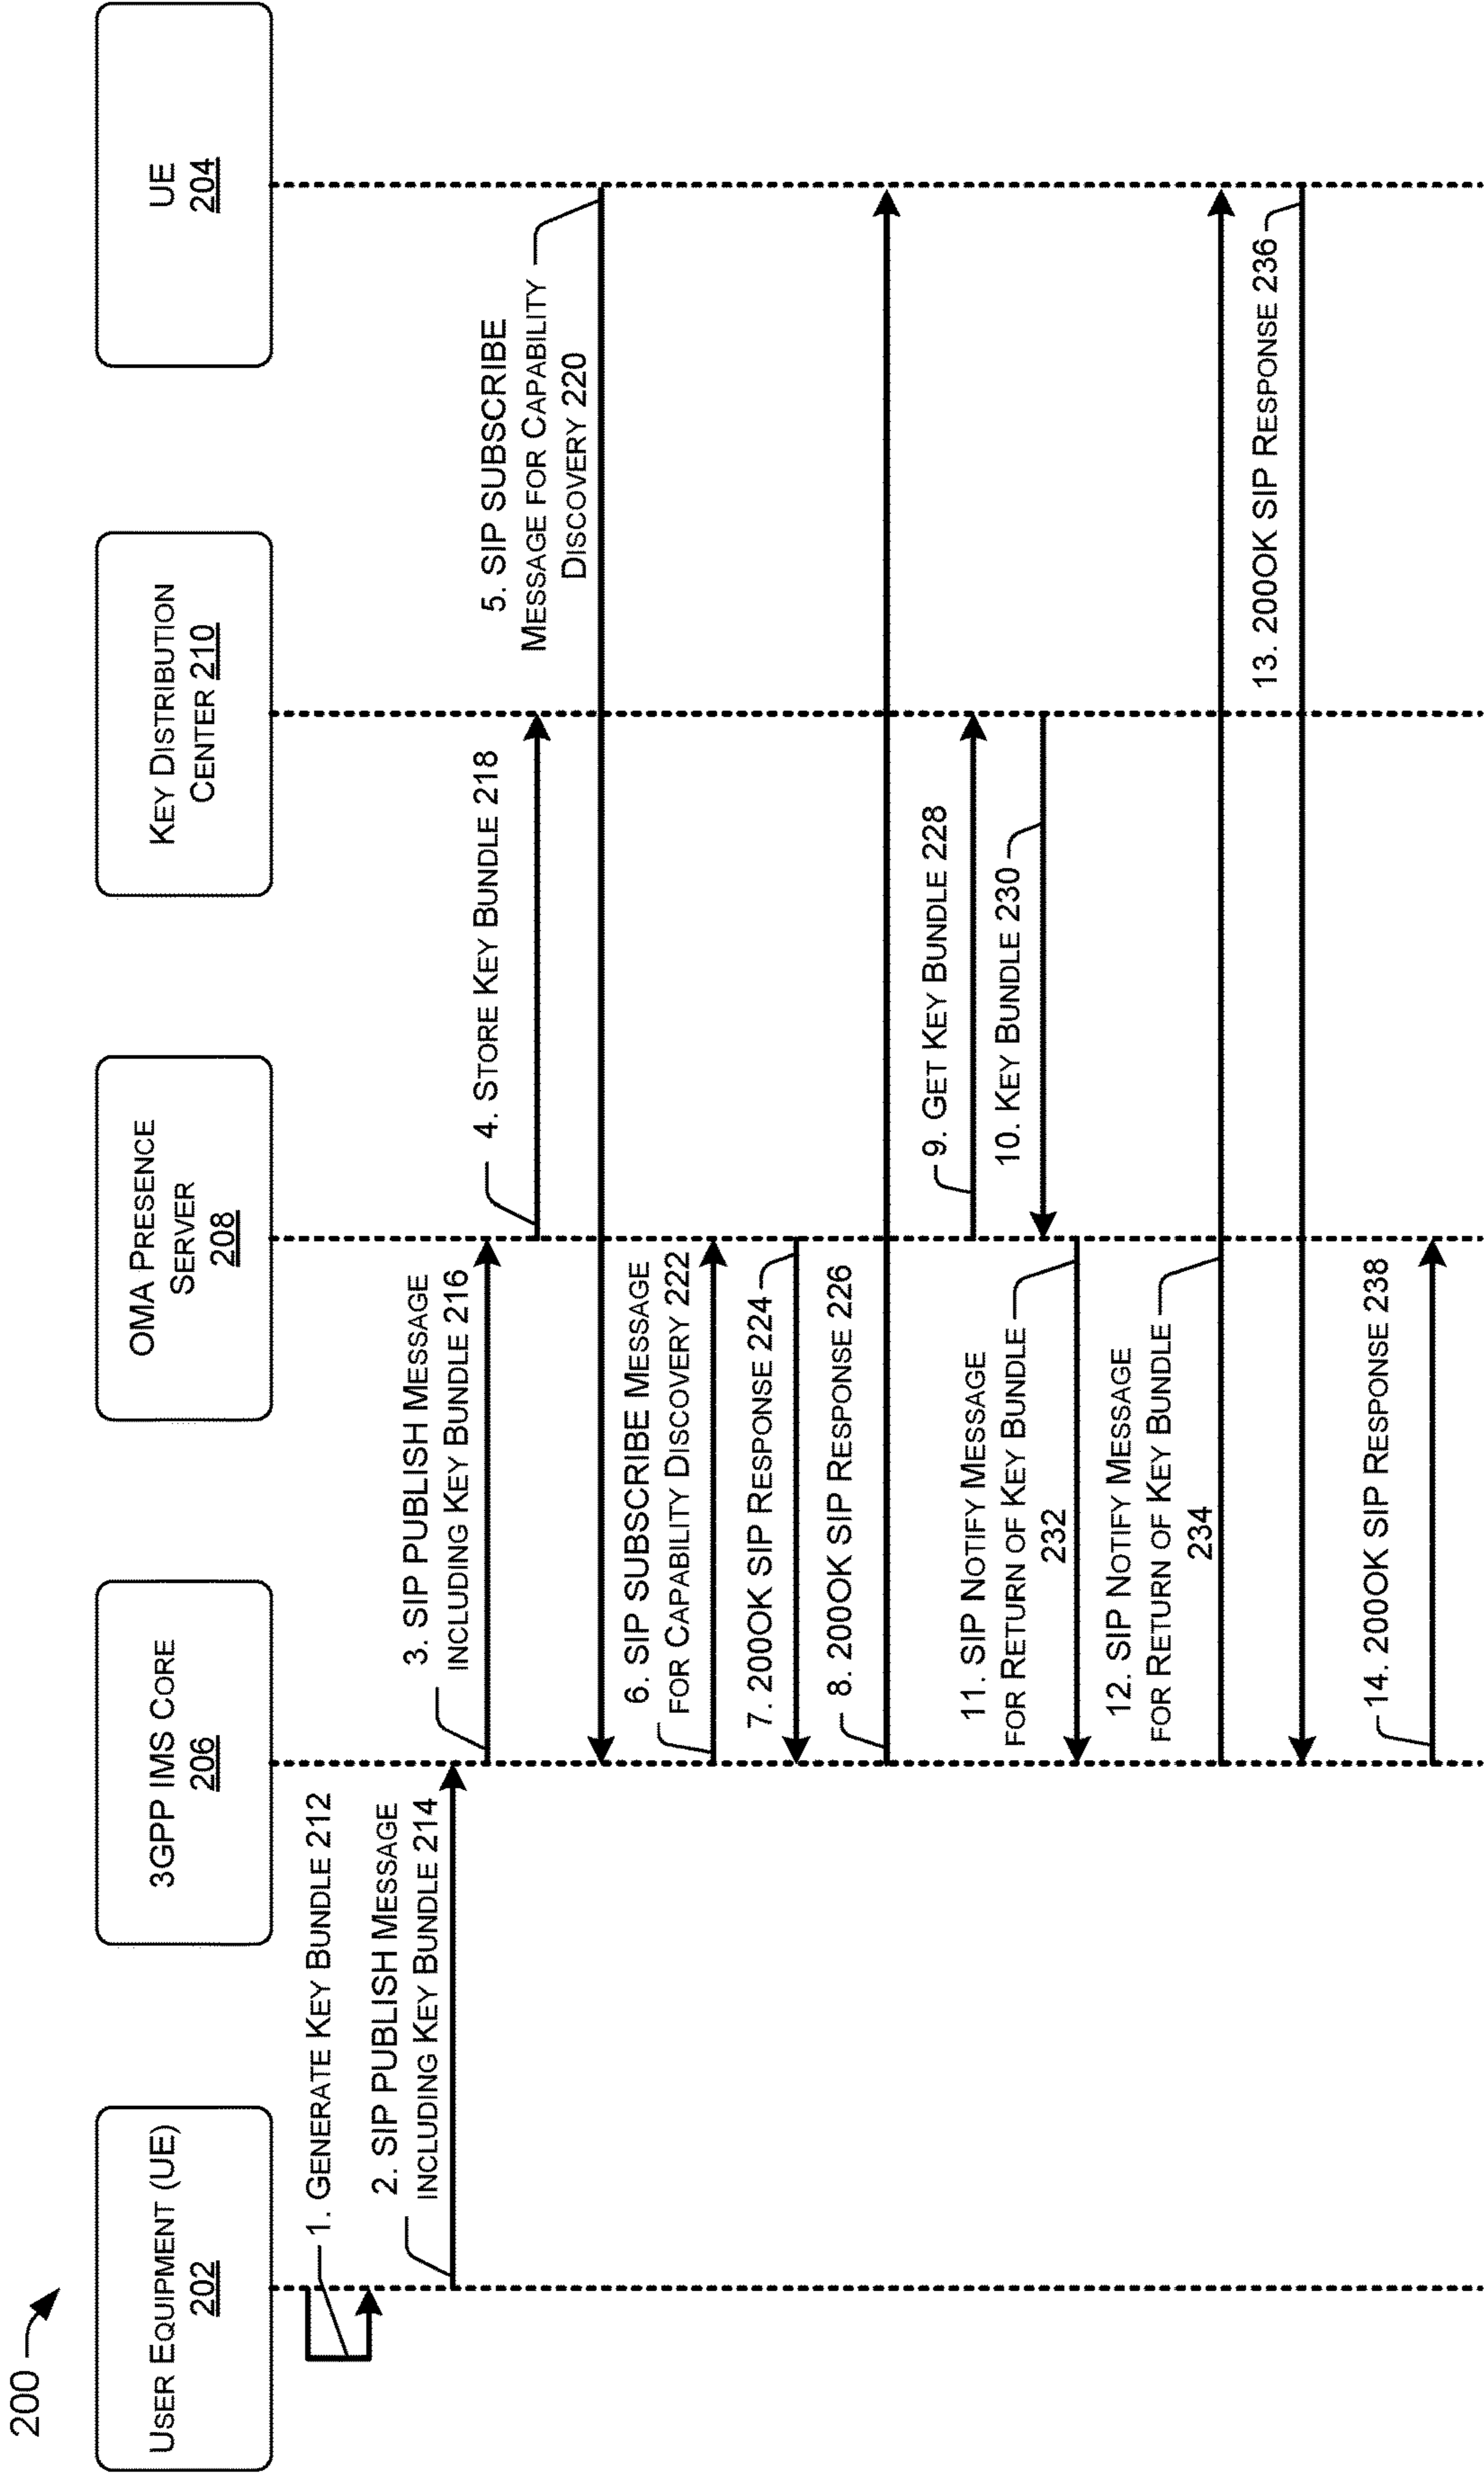 200
USER EQUIPMENT (UE)
202
3GPP IMS CORE
206
OMA PRESENCE
SERVER
208
KEY DISTRIBUTION
CENTER 210
UE
204
1. GENERATE KEY BUNDLE 212
2. SIP PUBLISH MESSAGE
INCLUDING KEY BUNDLE 214
3. SIP PUBLISH MESSAGE
INCLUDING KEY BUNDLE 216
4. STORE KEY BUNDLE 218
5. SIP SUBSCRIBE
MESSAGE FOR CAPABILITY
DISCOVERY 220
6. SIP SUBSCRIBE MESSAGE
FOR CAPABILITY DISCOVERY 222
7. 200OK SIP RESPONSE 224
8. 200OK SIP RESPONSE 226
9. GET KEY BUNDLE 228
10. KEY BUNDLE 230
11. SIP NOTIFY MESSAGE
FOR RETURN OF KEY BUNDLE
232
12. SIP NOTIFY MESSAGE
FOR RETURN OF KEY BUNDLE
234
13. 200OK SIP RESPONSE 236
14. 200OK SIP RESPONSE 238